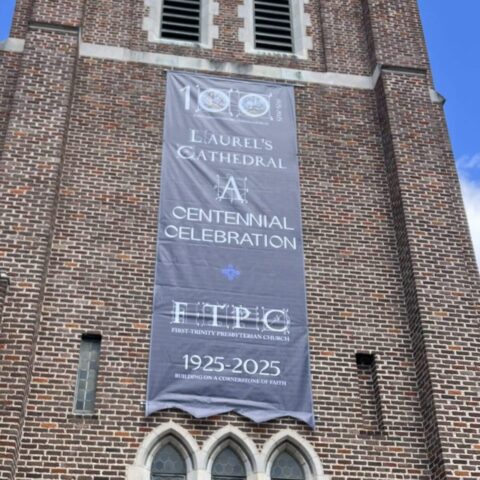 100
LAUREL'S
CATHEDRAL
A
CENTENNIAL
CELEBRATION
FTPC
FIRST-TRINITY PRESBYTERIAN CHURCH
1925-2025
BUILDING ON A CORNERSTONE OF FAITH